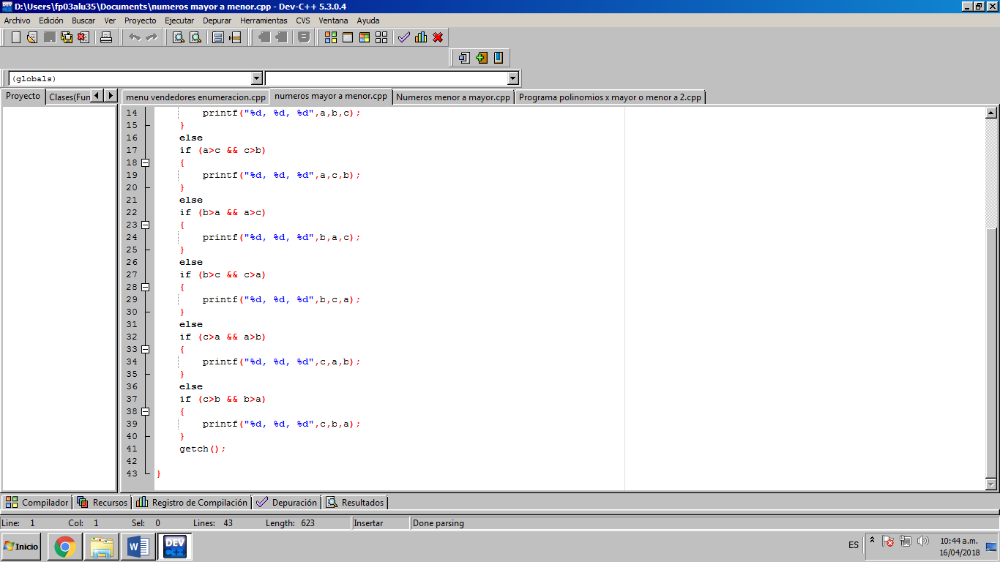 D:\Users\fp03alu35\Documents\numeros mayor a menor.cpp - Dev-C++ 5.3.0.4
Archivo Edición Buscar Ver Proyecto Ejecutar Depurar Herramientas CVS Ventana Ayuda
(globals)
Proyecto Clases(Fun menu vendedores enumeracion.cpp numeros mayor a menor.cpp Numeros menor a mayor.cpp Programa polinomios x mayor o menor a 2.cpp
14 printf("%d, %d, %d",a,b,c);
15 }
16 else
17 if (a>c && c>b)
18 {
19 printf("%d, %d, %d",a,c,b);
20 }
21 else
22 if (b>a && a>c)
23 {
24 printf("%d, %d, %d",b,a,c);
25 }
26 else
27 if (b>c && c>a)
28 {
29 printf("%d, %d, %d",b,c,a);
30 }
31 else
32 if (c>a && a>b)
33 {
34 printf("%d, %d, %d",c,a,b);
35 }
36 else
37 if (c>b && b>a)
38 {
39 printf("%d, %d, %d",c,b,a);
40 }
41 getch();
42
43 }
Compilador Recursos Registro de Compilación Depuración Resultados
Line: 1 Col: 1 Sel: 0 Lines: 43 Length: 623 Insertar Done parsing
Inicio W DEV C++ ES 10:44 a.m.
16/04/2018